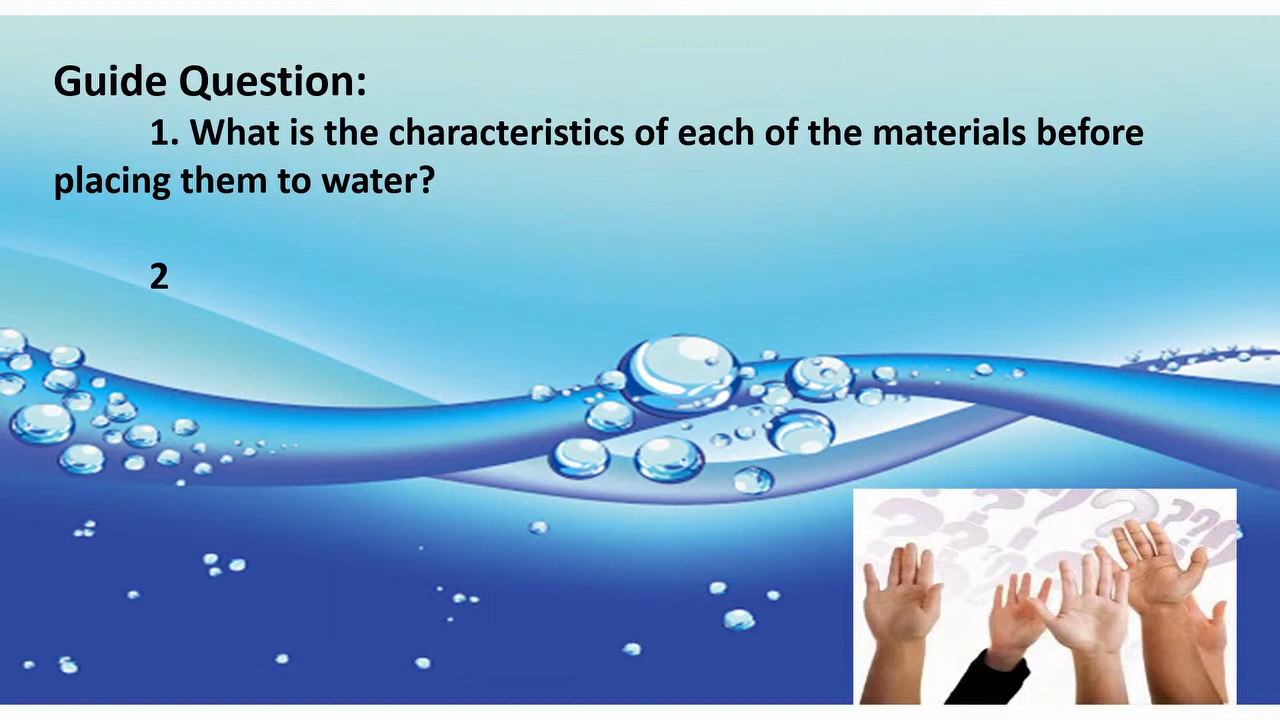 Guide Question:
1. What is the characteristics of each of the materials before
placing them to water?
2